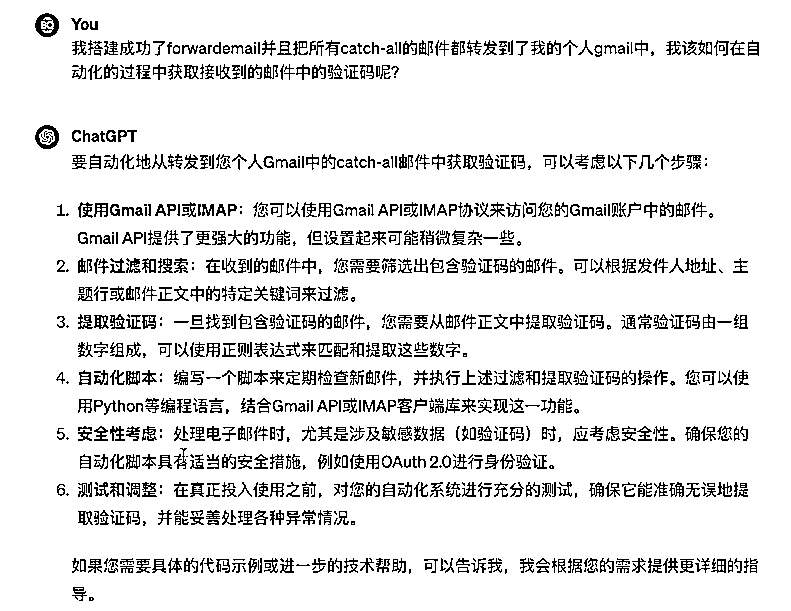 You
我搭建成功了forwardemail并且把所有catch-all的邮件都转发到了我的个人gmail中，我该如何在自
动化的过程中获取接收到的邮件中的验证码呢?
ChatGPT
要自动化地从转发到您个人Gmail中的catch-all邮件中获取验证码，可以考虑以下几个步骤：
1. 使用Gmail API或IMAP：您可以使用Gmail API或IMAP协议来访问您的Gmail账户中的邮件。
Gmail API提供了更强大的功能，但设置起来可能稍微复杂一些。
2. 邮件过滤和搜索：在收到的邮件中，您需要筛选出包含验证码的邮件。可以根据发件人地址、主
题行或邮件正文中的特定关键词来过滤。
3. 提取验证码：一旦找到包含验证码的邮件，您需要从邮件正文中提取验证码。通常验证码由一组
数字组成，可以使用正则表达式来匹配和提取这些数字。
4. 自动化脚本：编写一个脚本来定期检查新邮件，并执行上述过滤和提取验证码的操作。您可以使
用Python等编程语言，结合Gmail API或IMAP客户端库来实现这一功能。
5. 安全性考虑：处理电子邮件时，尤其是涉及敏感数据（如验证码）时，应考虑安全性。确保您的
自动化脚本具有适当的安全措施，例如使用OAuth 2.0进行身份验证。
6. 测试和调整：在真正投入使用之前，对您的自动化系统进行充分的测试，确保它能准确无误地提
取验证码，并能妥善处理各种异常情况。
如果您需要具体的代码示例或进一步的技术帮助，可以告诉我，我会根据您的需求提供更详细的指
导。